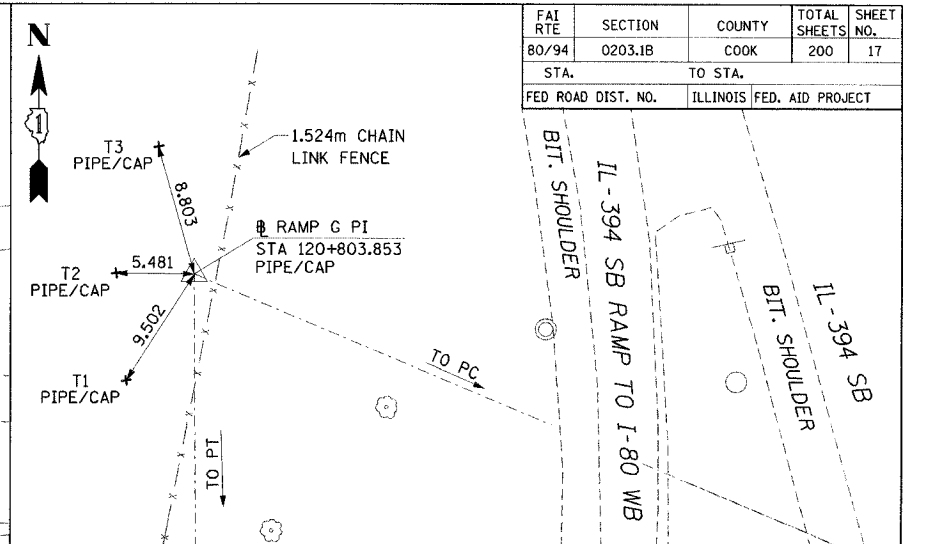 FAI RTE SECTION COUNTY TOTAL SHEETS SHEET NO.
80/94 0203.1B COOK 200 17
STA. TO STA.
FED ROAD DIST. NO. ILLINOIS FED. AID PROJECT
N
1
T3
PIPE/CAP
8.803
1.524m CHAIN
LINK FENCE
BL RAMP G PI
STA 120+803.853
PIPE/CAP
T2
PIPE/CAP
5.481
9.502
T1
PIPE/CAP
TO PC
TO PT
BIT. SHOULDER
IL-394 SB RAMP TO I-80 WB
BIT. SHOULDER
IL-394 SB